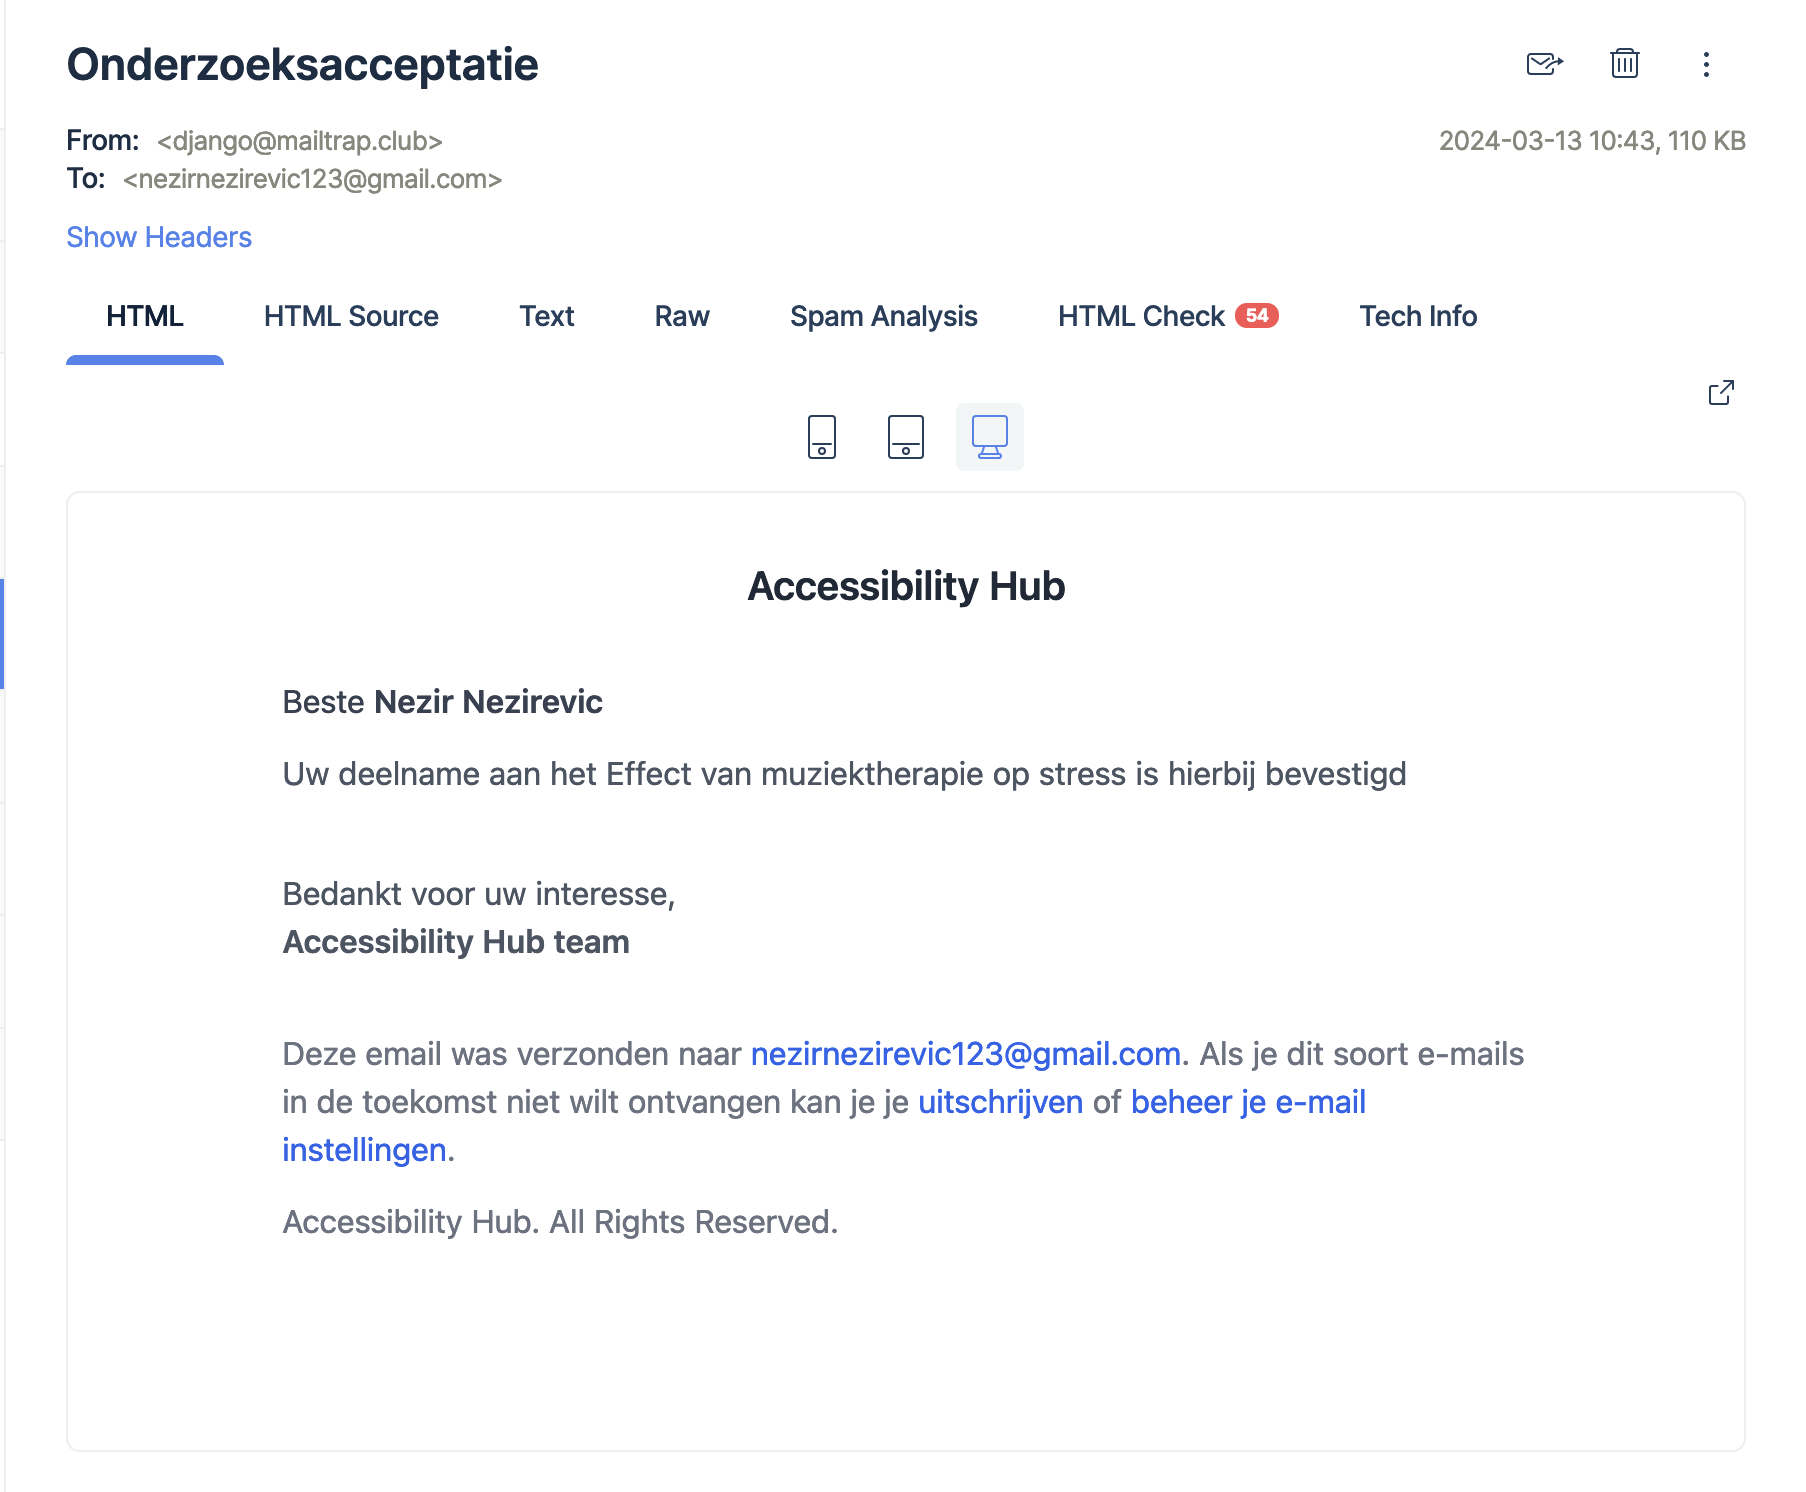 Onderzoeksacceptatie
From: <django@mailtrap.club>
2024-03-13 10:43, 110 KB
To: <nezirnezirevic123@gmail.com>
Show Headers
HTML HTML Source Text Raw Spam Analysis HTML Check 54 Tech Info
Accessibility Hub
Beste Nezir Nezirevic
Uw deelname aan het Effect van muziektherapie op stress is hierbij bevestigd
Bedankt voor uw interesse,
Accessibility Hub team
Deze email was verzonden naar nezirnezirevic123@gmail.com. Als je dit soort e-mails
in de toekomst niet wilt ontvangen kan je je uitschrijven of beheer je e-mail
instellingen.
Accessibility Hub. All Rights Reserved.